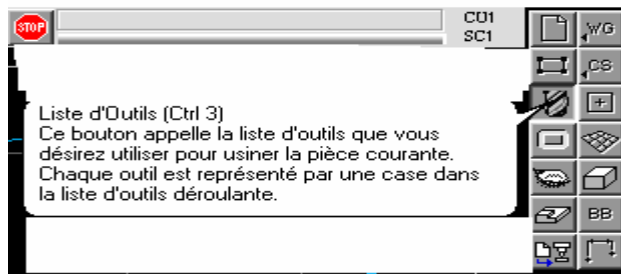 STOP
CU1
SC1
WG
CS
Liste d'Outils (Ctrl 3)
Ce bouton appelle la liste d'outils que vous
désirez utiliser pour usiner la pièce courante.
Chaque outil est représenté par une case dans
la liste d'outils déroulante.
BB